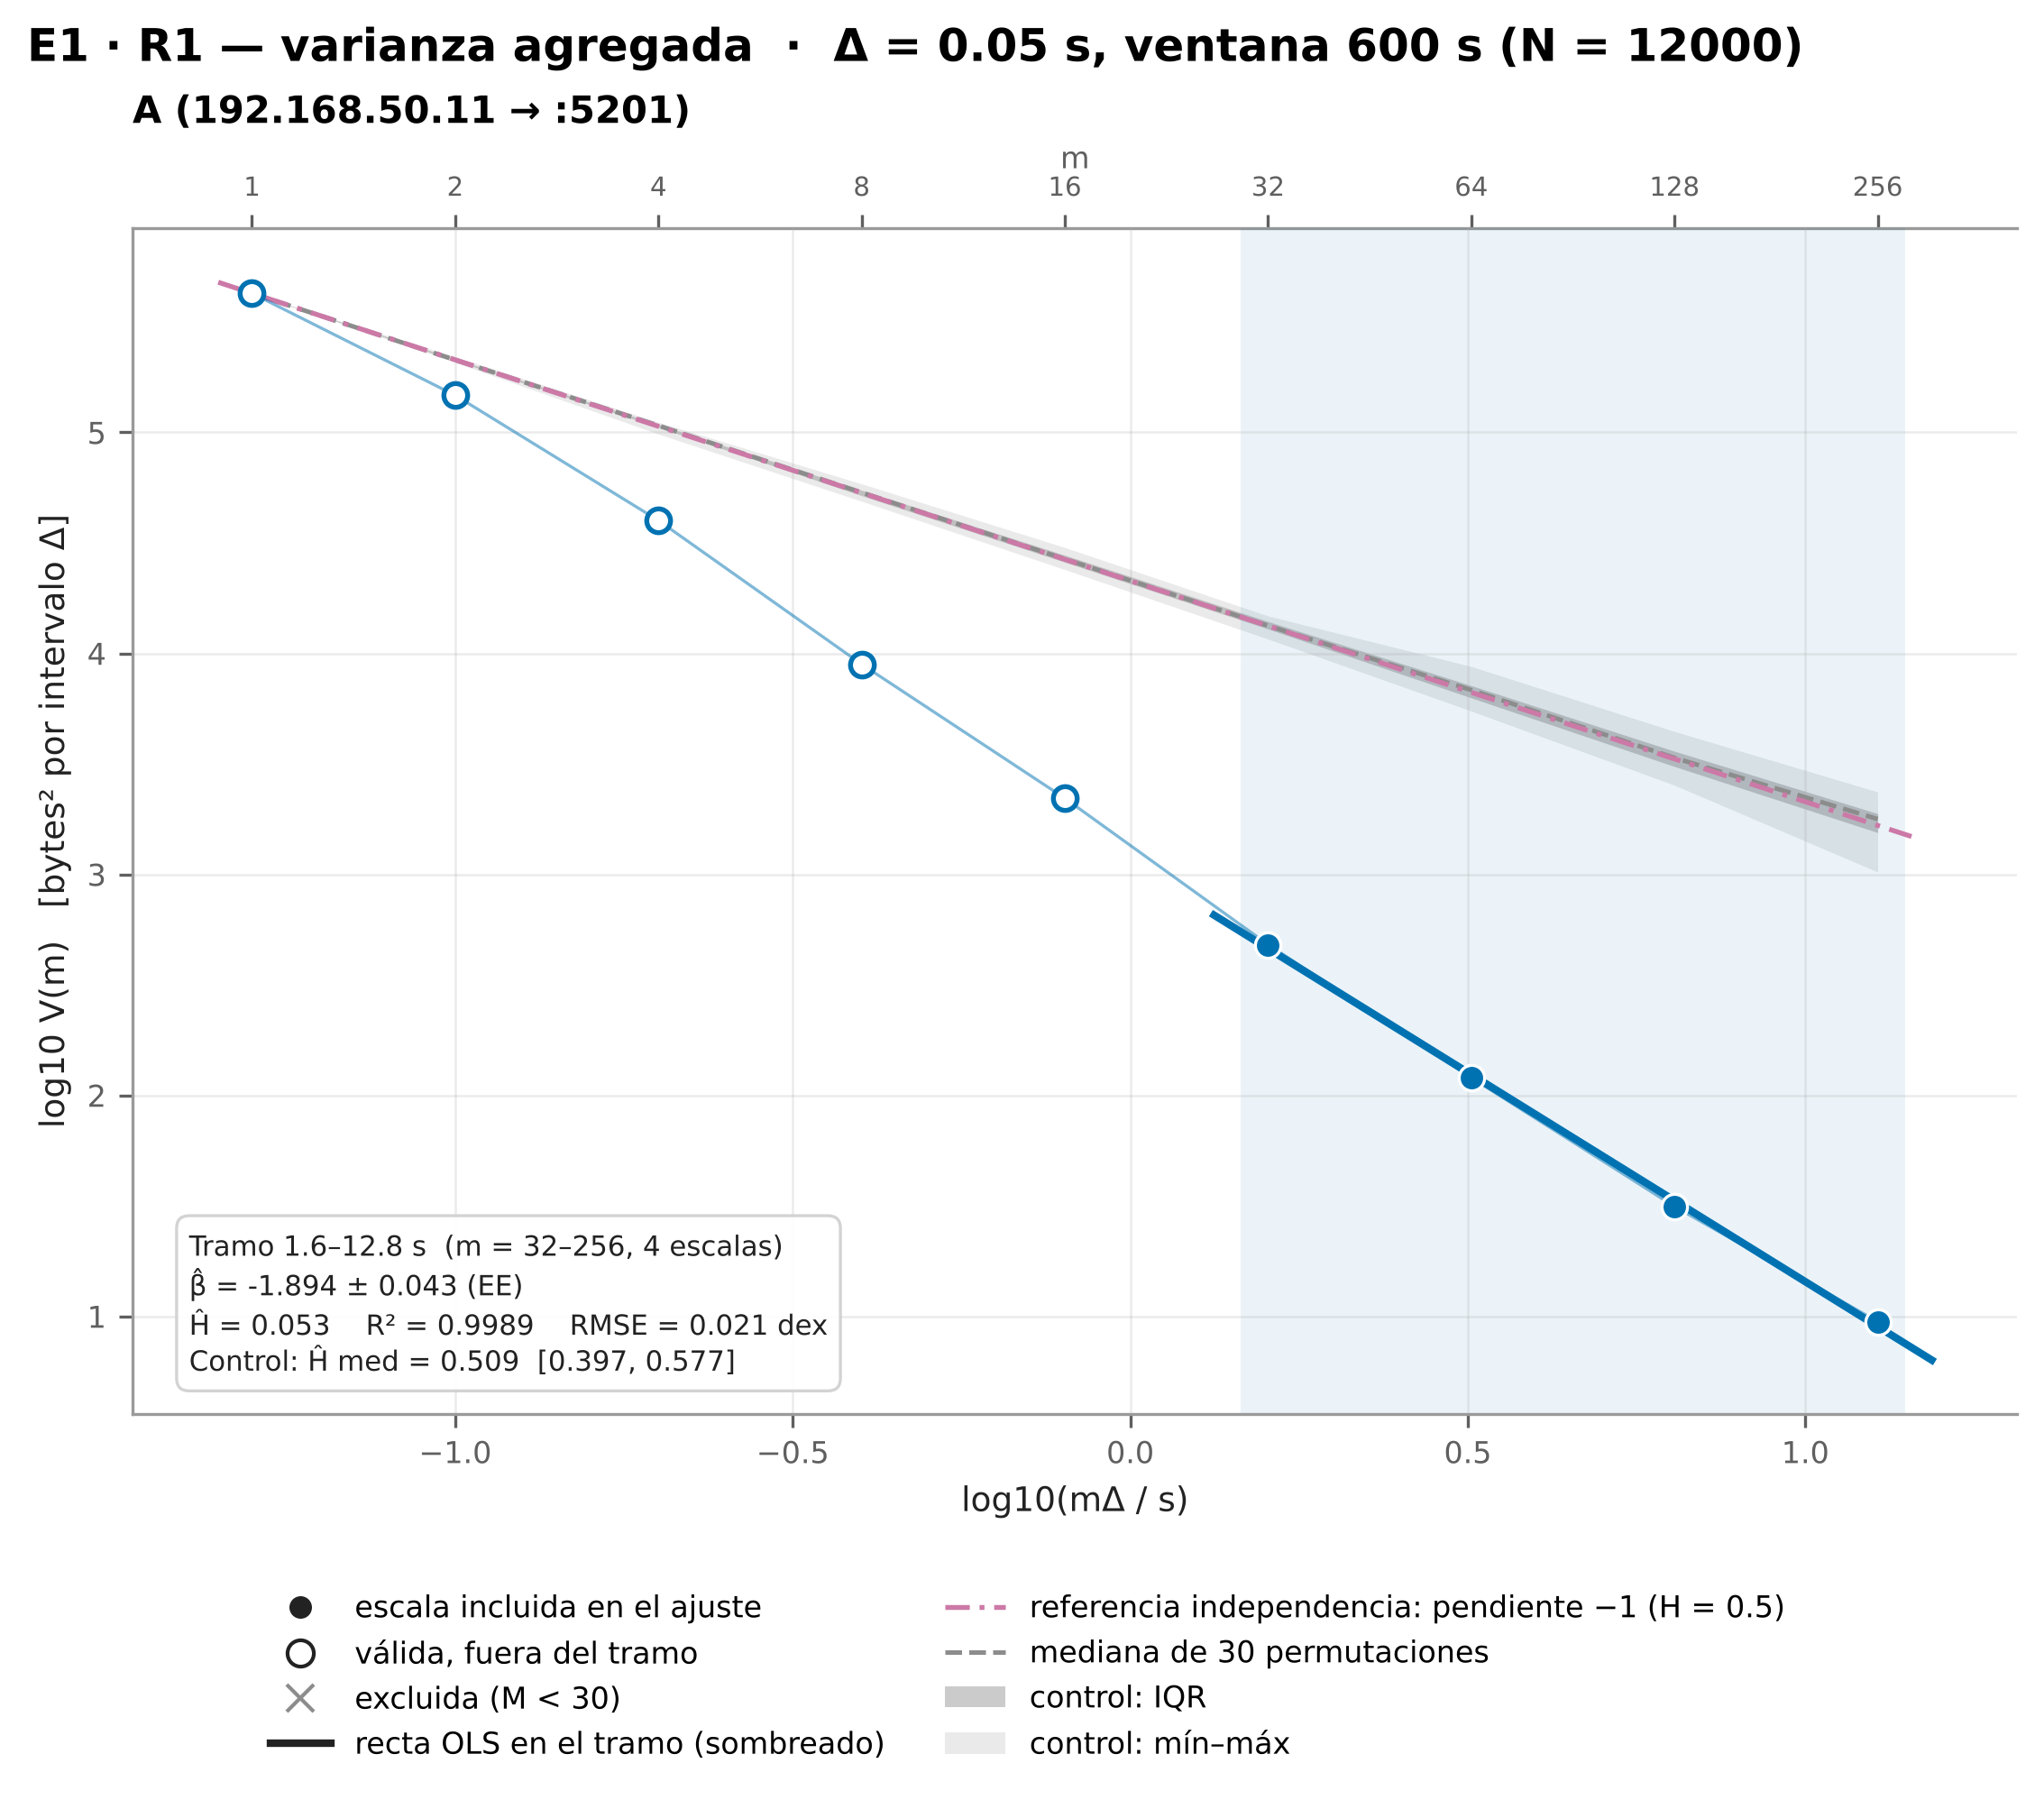 E1 · R1 — varianza agregada · Δ = 0.05 s, ventana 600 s (N = 12000)
A (192.168.50.11 → :5201)
m
1 2 4 8 16 32 64 128 256
log10 V(m) [bytes² por intervalo Δ]
5
4
3
2
1
Tramo 1.6–12.8 s (m = 32–256, 4 escalas)
β̂ = -1.894 ± 0.043 (EE)
Ĥ = 0.053 R² = 0.9989 RMSE = 0.021 dex
Control: Ĥ med = 0.509 [0.397, 0.577]
−1.0 −0.5 0.0 0.5 1.0
log10(mΔ / s)
escala incluida en el ajuste
válida, fuera del tramo
excluida (M < 30)
recta OLS en el tramo (sombreado)
referencia independencia: pendiente −1 (H = 0.5)
mediana de 30 permutaciones
control: IQR
control: mín–máx